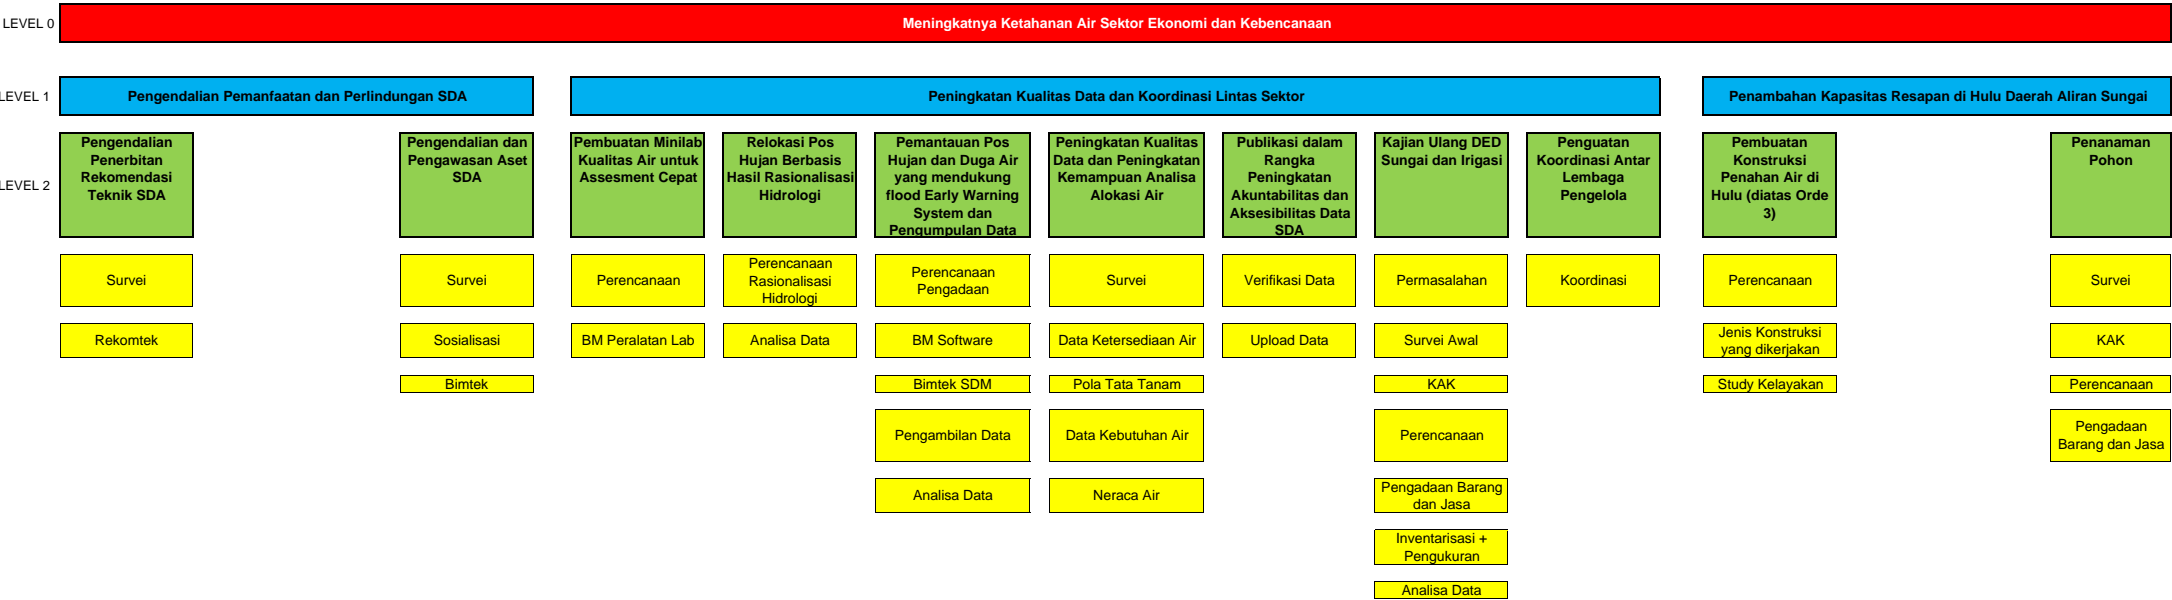 LEVEL 0
Meningkatnya Ketahanan Air Sektor Ekonomi dan Kebencanaan
LEVEL 1
Pengendalian Pemanfaatan dan Perlindungan SDA
Peningkatan Kualitas Data dan Koordinasi Lintas Sektor
Penambahan Kapasitas Resapan di Hulu Daerah Aliran Sungai
LEVEL 2
Pengendalian
Penerbitan
Rekomendasi
Teknik SDA
Pengendalian dan
Pengawasan Aset
SDA
Pembuatan Minilab
Kualitas Air untuk
Assesment Cepat
Relokasi Pos
Hujan Berbasis
Hasil Rasionalisasi
Hidrologi
Pemantauan Pos
Hujan dan Duga Air
yang mendukung
flood Early Warning
System dan
Pengumpulan Data
Peningkatan Kualitas
Data dan Peningkatan
Kemampuan Analisa
Alokasi Air
Publikasi dalam
Rangka
Peningkatan
Akuntabilitas dan
Aksesibilitas Data
SDA
Kajian Ulang DED
Sungai dan Irigasi
Penguatan
Koordinasi Antar
Lembaga
Pengelola
Pembuatan
Konstruksi
Penahan Air di
Hulu (diatas Orde
3)
Penanaman
Pohon
Survei
Survei
Perencanaan
Perencanaan
Rasionalisasi
Hidrologi
Perencanaan
Pengadaan
Survei
Verifikasi Data
Permasalahan
Koordinasi
Perencanaan
Survei
Rekomtek
Sosialisasi
BM Peralatan Lab
Analisa Data
BM Software
Data Ketersediaan Air
Upload Data
Survei Awal
Jenis Konstruksi
yang dikerjakan
KAK
Bimtek
Bimtek SDM
Pola Tata Tanam
KAK
Study Kelayakan
Perencanaan
Pengambilan Data
Data Kebutuhan Air
Perencanaan
Pengadaan
Barang dan Jasa
Analisa Data
Neraca Air
Pengadaan Barang
dan Jasa
Inventarisasi +
Pengukuran
Analisa Data